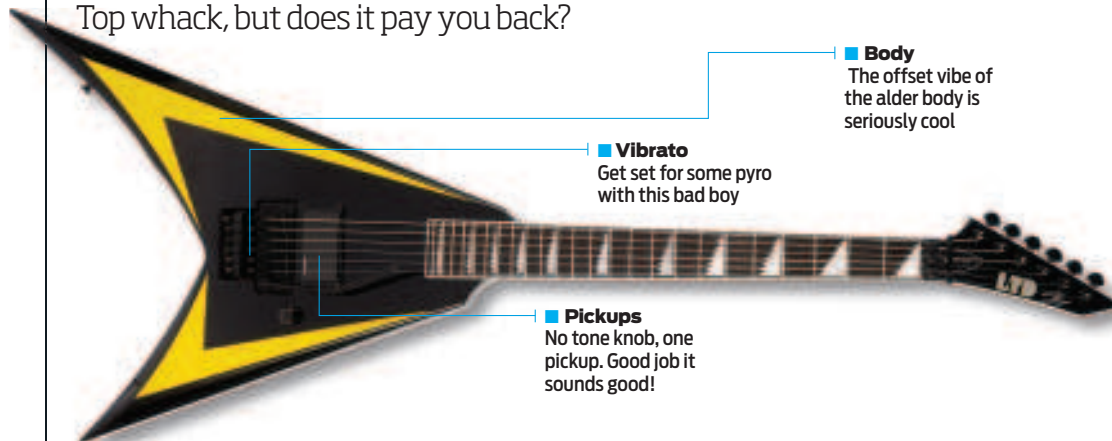 Top whack, but does it pay you back?
Body
The offset vibe of
the alder body is
seriously cool
Vibrato
Get set for some pyro
with this bad boy
Pickups
No tone knob, one
pickup. Good job it
sounds good!
LTD